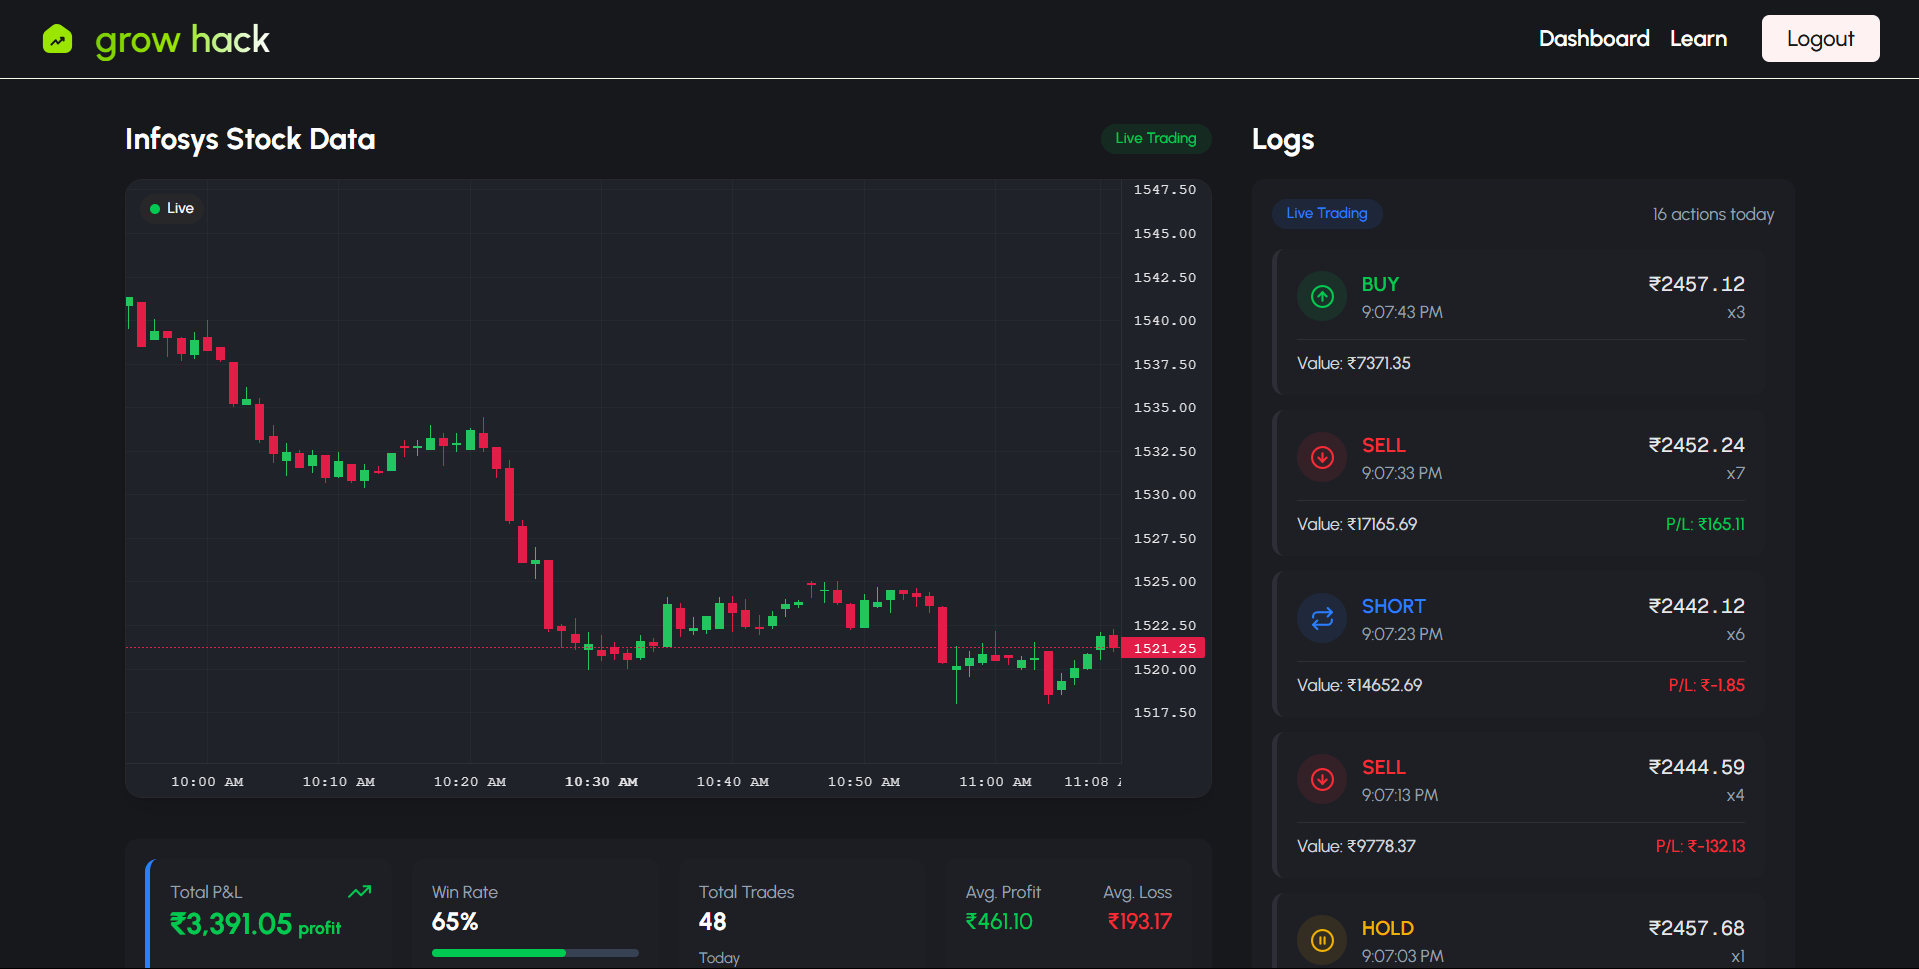 grow hack
Dashboard Learn Logout
Infosys Stock Data
Live Trading
Live
1547.50
1545.00
1542.50
1540.00
1537.50
1535.00
1532.50
1530.00
1527.50
1525.00
1522.50
1521.25
1520.00
1517.50
10:00 AM 10:10 AM 10:20 AM 10:30 AM 10:40 AM 10:50 AM 11:00 AM 11:08
Total P&L
₹3,391.05 profit
Win Rate
65%
Total Trades
48
Today
Avg. Profit
₹461.10
Avg. Loss
₹193.17
Logs
Live Trading
16 actions today
BUY ₹2457.12
9:07:43 PM x3
Value: ₹7371.35
SELL ₹2452.24
9:07:33 PM x7
Value: ₹17165.69 P/L: ₹165.11
SHORT ₹2442.12
9:07:23 PM x6
Value: ₹14652.69 P/L: ₹-1.85
SELL ₹2444.59
9:07:13 PM x4
Value: ₹9778.37 P/L: ₹-132.13
HOLD ₹2457.68
9:07:03 PM x1